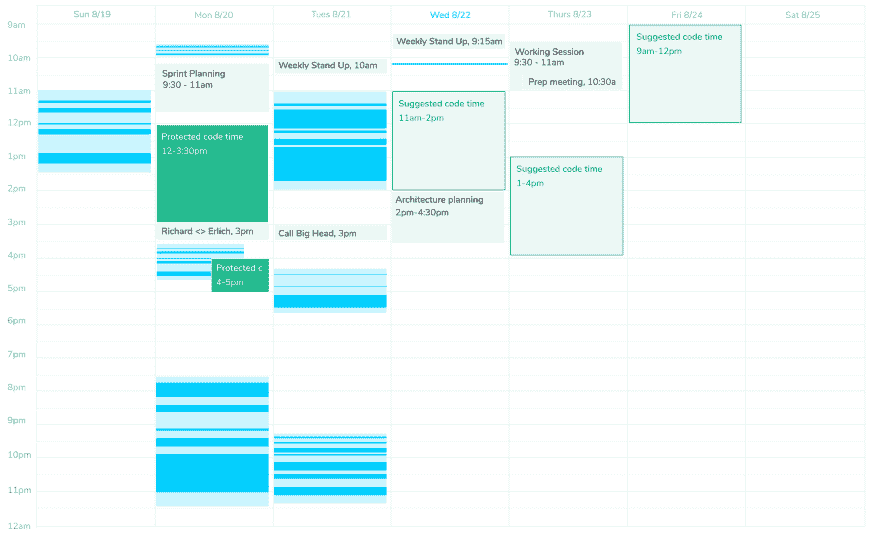 Sun 8/19
Mon 8/20
Tues 8/21
Wed 8/22
Thurs 8/23
Fri 8/24
Sat 8/25
9am
10am
11am
12pm
1pm
2pm
3pm
4pm
5pm
6pm
7pm
8pm
9pm
10pm
11pm
12am
Sprint Planning
9:30 - 11am
Protected code time
12-3:30pm
Richard <> Erlich, 3pm
Protected c
4-5pm
Weekly Stand Up, 10am
Call Big Head, 3pm
Weekly Stand Up, 9:15am
Suggested code time
11am-2pm
Architecture planning
2pm-4:30pm
Working Session
9:30 - 11am
Prep meeting, 10:30a
Suggested code time
1-4pm
Suggested code time
9am-12pm